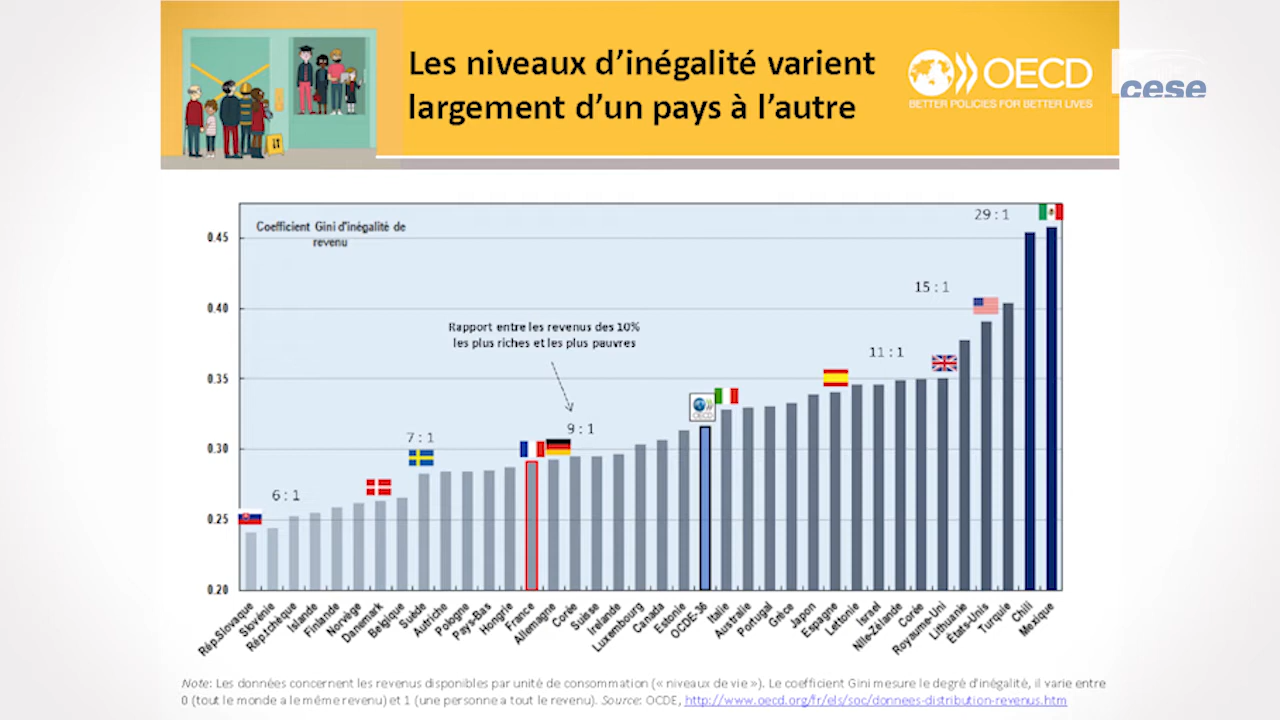 Les niveaux d’inégalité varient
largement d’un pays à l’autre
OECD
BETTER POLICIES FOR BETTER LIVES
cese
Coefficient Gini d'inégalité de
revenu
0.45
0.40
0.35
0.30
0.25
0.20
Rapport entre les revenus des 10%
les plus riches et les plus pauvres
6 : 1
7 : 1
9 : 1
11 : 1
15 : 1
29 : 1
OECD
Rép.Slovaque
Slovénie
Rép.tchèque
Islande
Finlande
Norvège
Danemark
Belgique
Suède
Autriche
Pologne
Pays-Bas
Hongrie
France
Allemagne
Corée
Suisse
Irelande
Luxembourg
Canada
Estonie
OCDE-36
Italie
Australie
Portugal
Grèce
Japon
Espagne
Lettonie
Israel
Nlle-Zélande
Corée
Royaume-Uni
Lithuanie
États-Unis
Turquie
Chili
Mexique
Note: Les données concernent les revenus disponibles par unité de consommation (« niveaux de vie »). Le coefficient Gini mesure le degré d'inégalité, il varie entre
0 (tout le monde a le même revenu) et 1 (une personne a tout le revenu). Source: OCDE, http://www.oecd.org/fr/els/soc/donnees-distribution-revenus.htm